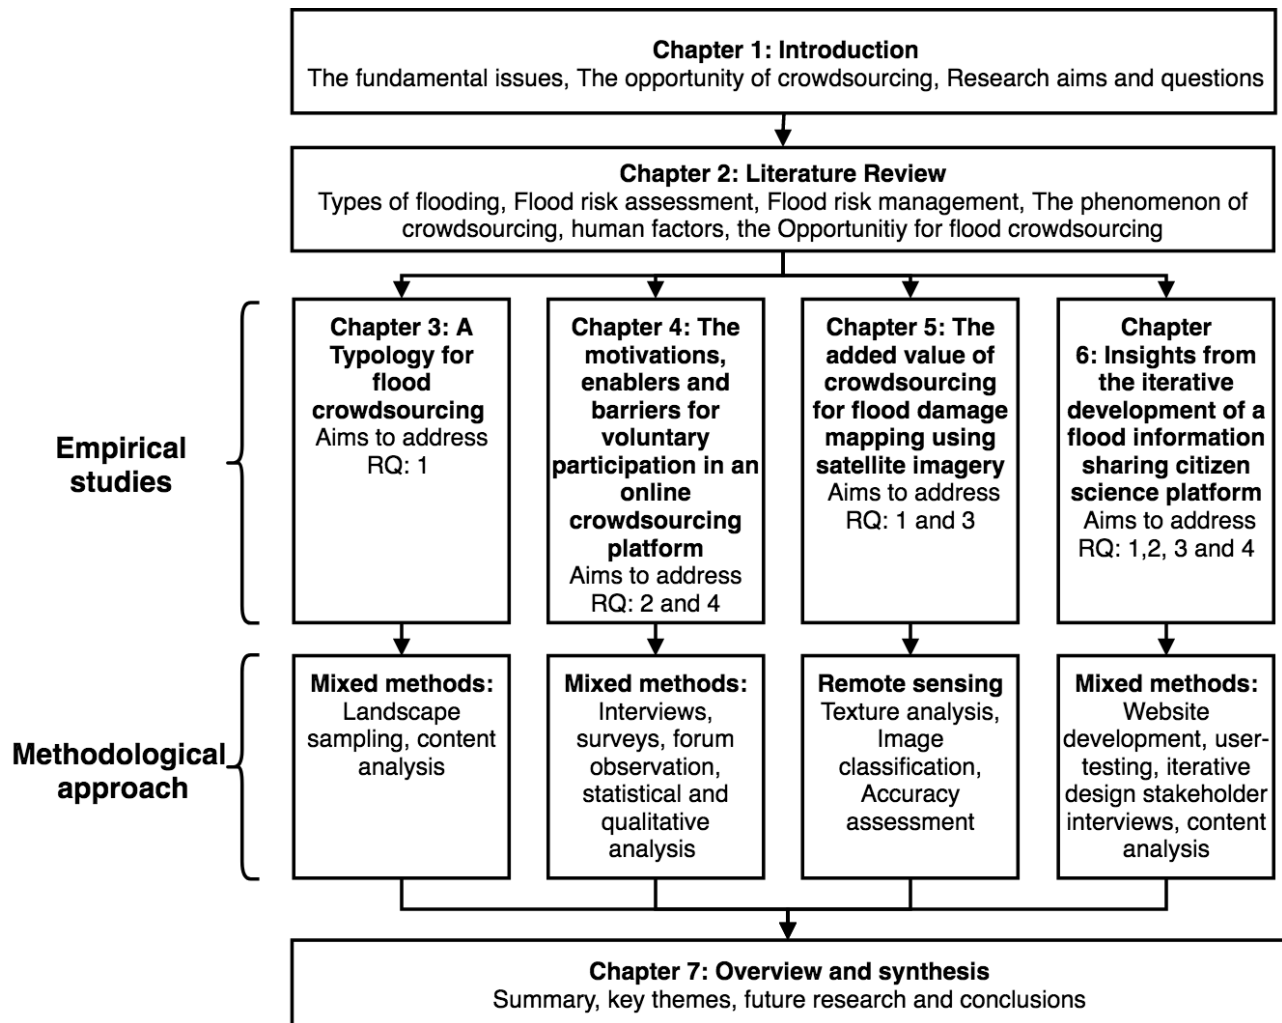 Chapter 1: Introduction
The fundamental issues, The opportunity of crowdsourcing, Research aims and questions
Chapter 2: Literature Review
Types of flooding, Flood risk assessment, Flood risk management, The phenomenon of
crowdsourcing, human factors, the Opportunitiy for flood crowdsourcing
Empirical
studies
Chapter 3: A
Typology for
flood
crowdsourcing
Aims to address
RQ: 1
Chapter 4: The
motivations,
enablers and
barriers for
voluntary
participation in an
online
crowdsourcing
platform
Aims to address
RQ: 2 and 4
Chapter 5: The
added value of
crowdsourcing
for flood damage
mapping using
satellite imagery
Aims to address
RQ: 1 and 3
Chapter
6: Insights from
the iterative
development of a
flood information
sharing citizen
science platform
Aims to address
RQ: 1,2, 3 and 4
Methodological
approach
Mixed methods:
Landscape
sampling, content
analysis
Mixed methods:
Interviews,
surveys, forum
observation,
statistical and
qualitative
analysis
Remote sensing
Texture analysis,
Image
classification,
Accuracy
assessment
Mixed methods:
Website
development, user-
testing, iterative
design stakeholder
interviews, content
analysis
Chapter 7: Overview and synthesis
Summary, key themes, future research and conclusions